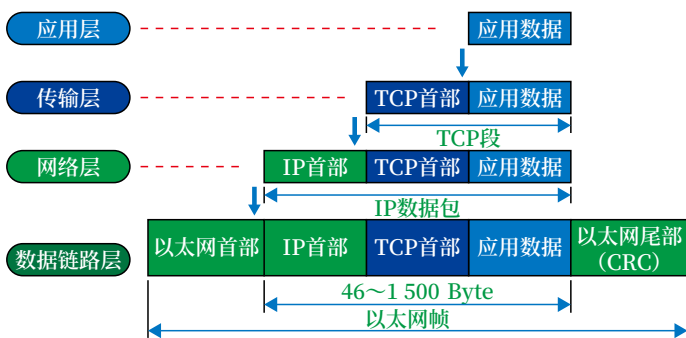 应用层
应用数据
传输层
TCP首部
应用数据
TCP段
网络层
IP首部
TCP首部
应用数据
IP数据包
数据链路层
以太网首部
IP首部
TCP首部
应用数据
以太网尾部
（CRC）
46～1 500 Byte
以太网帧